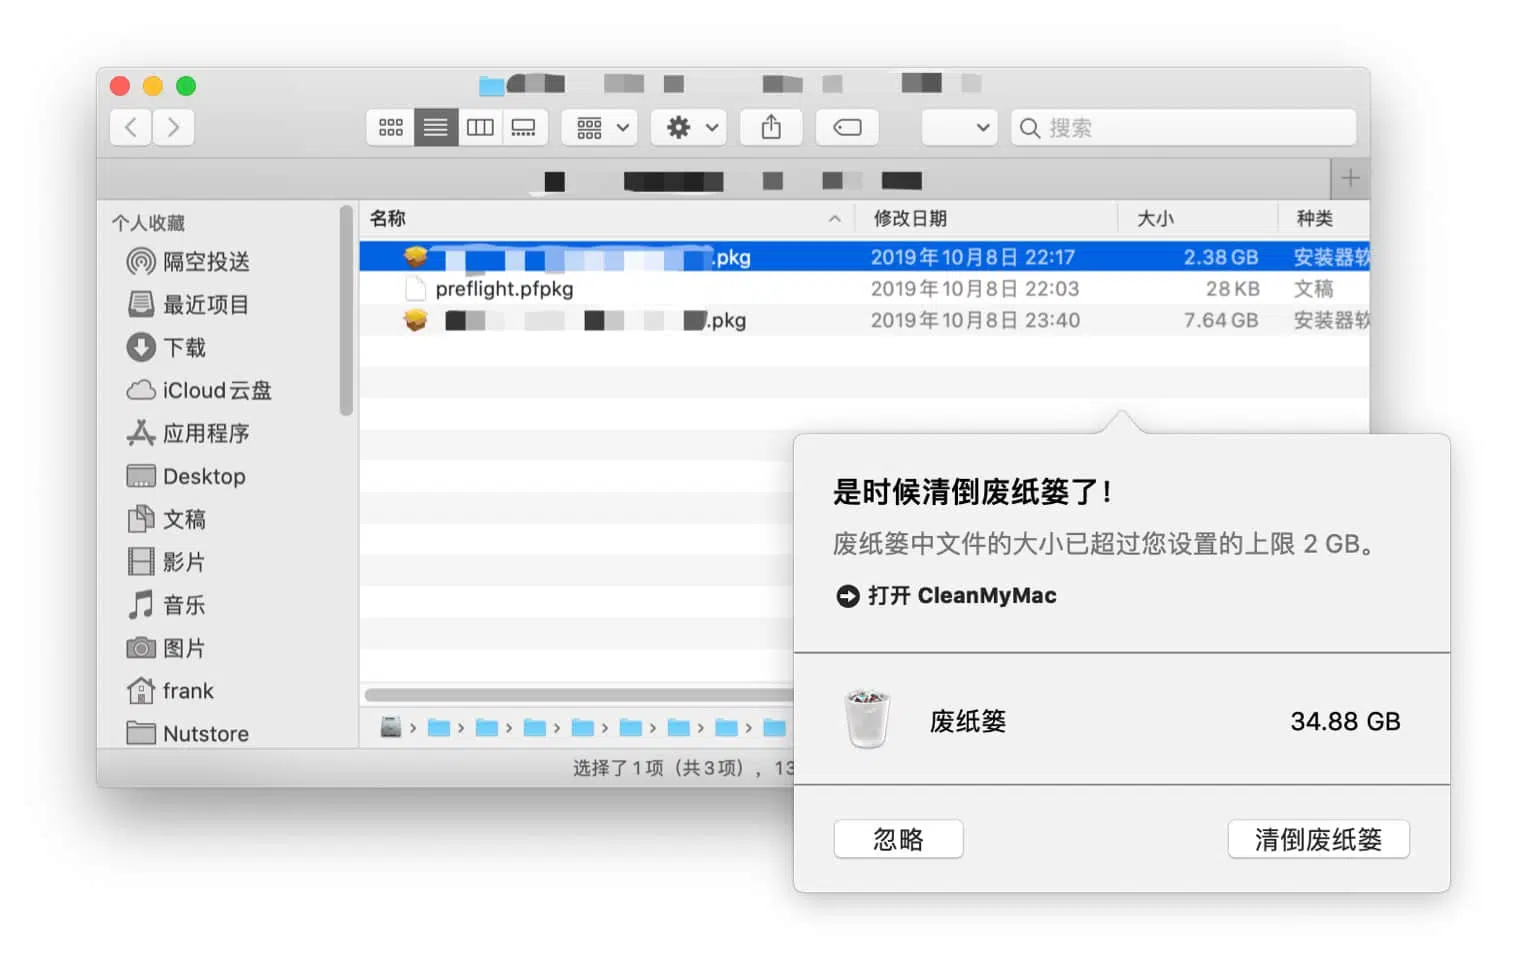 搜索
个人收藏
隔空投送
最近项目
下载
iCloud云盘
应用程序
Desktop
文稿
影片
音乐
图片
frank
Nutstore
名称 修改日期 大小 种类
.pkg 2019年10月8日 22:17 2.38 GB 安装器软
preflight.pfpkg 2019年10月8日 22:03 28 KB 文稿
.pkg 2019年10月8日 23:40 7.64 GB 安装器软
选择了1项（共3项），13
是时候清倒废纸篓了！
废纸篓中文件的大小已超过您设置的上限 2 GB。
打开 CleanMyMac
废纸篓 34.88 GB
忽略 清倒废纸篓